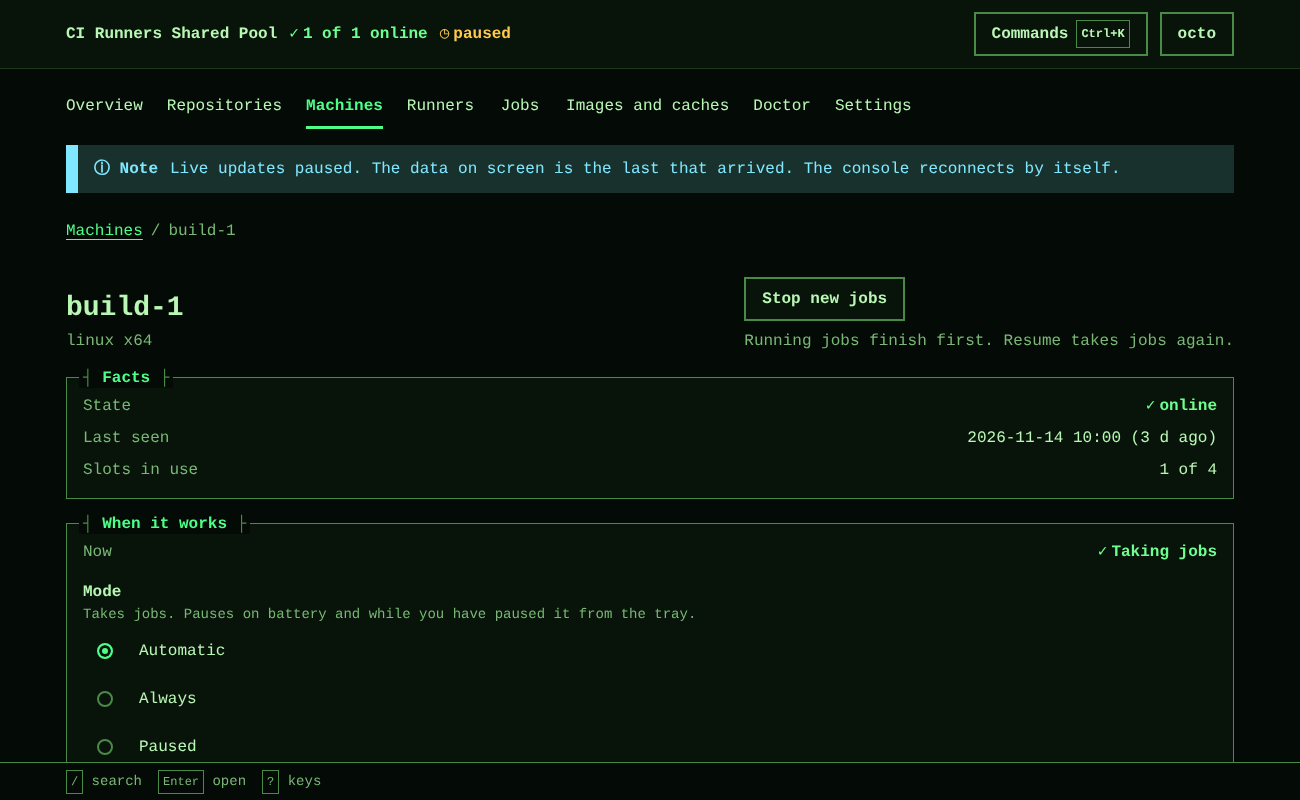 CI Runners Shared Pool ✓ 1 of 1 online ◷ paused
Commands Ctrl+K octo
Overview Repositories Machines Runners Jobs Images and caches Doctor Settings
ⓘ Note Live updates paused. The data on screen is the last that arrived. The console reconnects by itself.
Machines / build-1
build-1
Stop new jobs
linux x64
Running jobs finish first. Resume takes jobs again.
Facts
State ✓ online
Last seen 2026-11-14 10:00 (3 d ago)
Slots in use 1 of 4
When it works
Now ✓ Taking jobs
Mode
Takes jobs. Pauses on battery and while you have paused it from the tray.
Automatic
Always
Paused
/ search Enter open ? keys